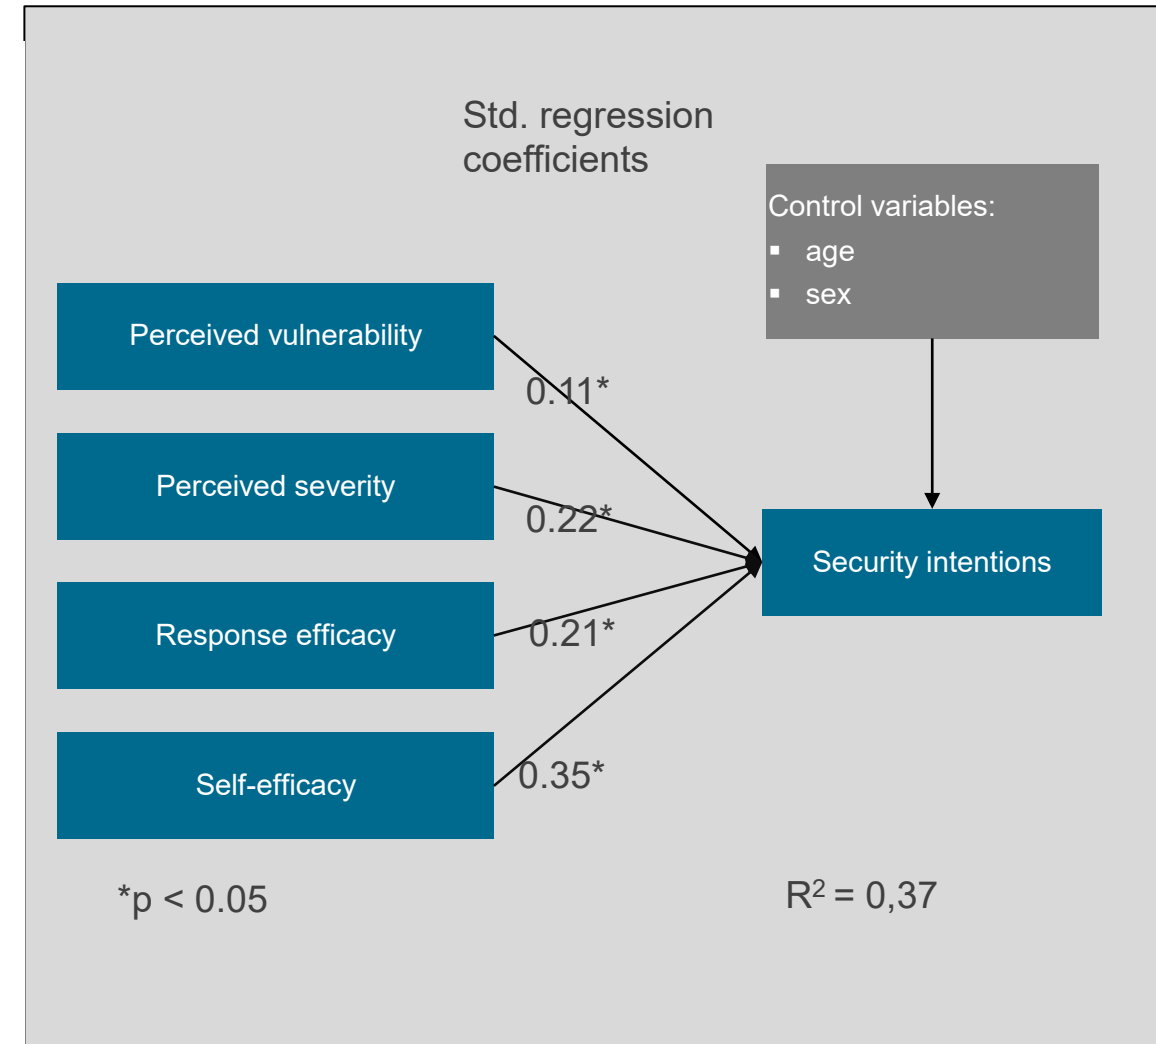 Std. regression
coefficients
Control variables:
▪ age
▪ sex
Perceived vulnerability
0.11*
Perceived severity
0.22*
Security intentions
Response efficacy
0.21*
Self-efficacy
0.35*
*p < 0.05
R² = 0,37